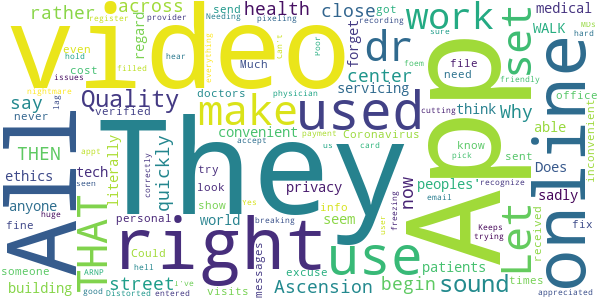 video
They
right
App
All
online
used
use
make
work
dr
set
Let
sound
Quality
THAT
across
rather
health
close
regard
send
cost
even
register
provider
Needing
pixeling
Much
hold
issues
filled
nightmare
doctors
say
never
verified
THEN
ethics
tech
anyone
seen
huge
fine
someone
building
appt
ARNP
good
literally
quickly
correctly
personal
street
Could
hell
Distorted
entered
I've
visits
show
world
look
try
convenient
everything
Poor
can't
hear
forget
got
recording
center
servicing
physician
Coronavirus
payment
accept
us
card
privacy
info
seem
Yes
breaking
messages
excuse
Ascension
user
freezing
now
peoples
begin
patients
email
cutting
foem
sure
file
need
think
know
pick
sent
recognize
Keeps
trying
times
received
Why
friendly
WALK
medical
MUs
hard
office
able
Does
inconvenient
sadly
fix
appreciated
lag